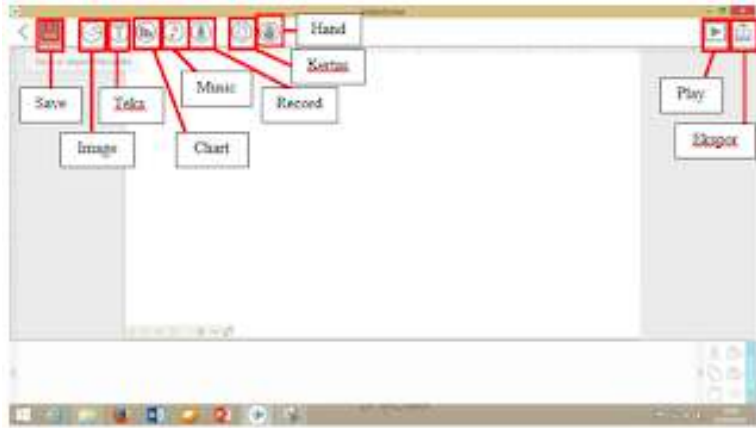 Hand
Kertas
Save
Teks
Music
Record
Play
Image
Chart
Ekspor